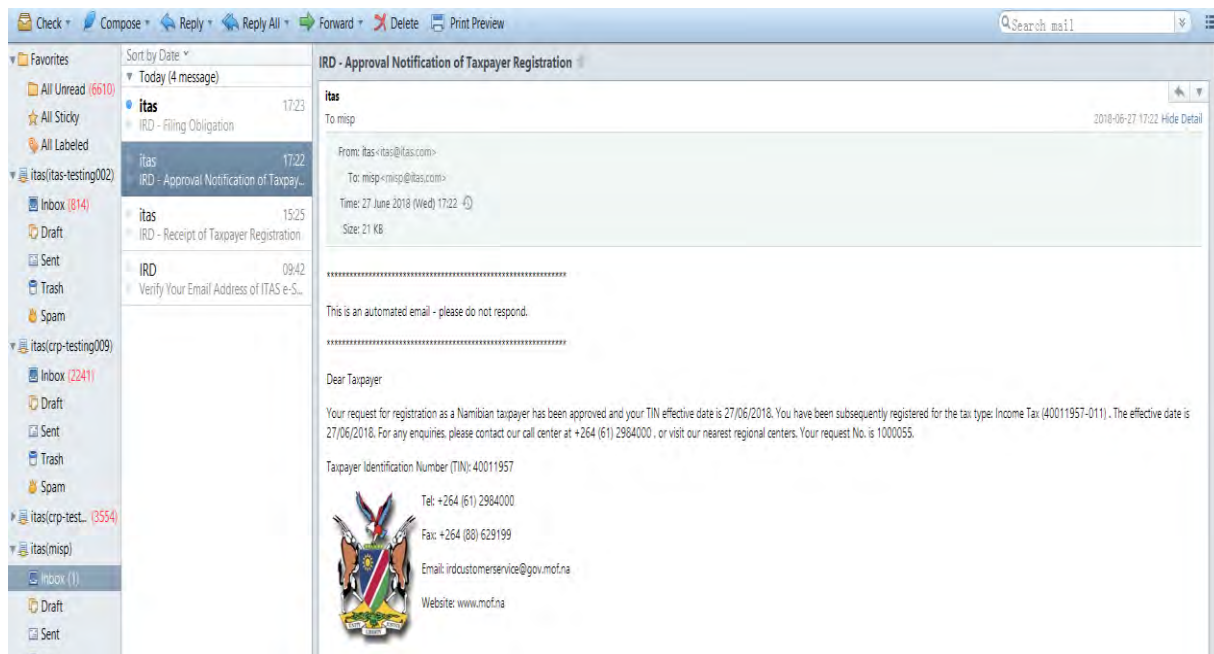 Check Compose Reply Reply All Forward Delete Print Preview
Search mail
Favorites
All Unread (6610)
All Sticky
All Labeled
itas(itas-testing002)
Inbox (814)
Draft
Sent
Trash
Spam
itas(crp-testing009)
Inbox (2241)
Draft
Sent
Trash
Spam
itas(crp-test... (3554)
itas(misp)
Inbox (1)
Draft
Sent
Sort by Date
Today (4 message)
itas 17:23
IRD - Filing Obligation
itas 17:22
IRD - Approval Notification of Taxpay...
itas 15:25
IRD - Receipt of Taxpayer Registration
IRD 09:42
Verify Your Email Address of ITAS e-S...
IRD - Approval Notification of Taxpayer Registration
itas
To misp 2018-06-27 17:22 Hide Detail
From: itas<itas@itas.com>
To: misp<misp@itas.com>
Time: 27 June 2018 (Wed) 17:22
Size: 21 KB
This is an automated email - please do not respond.
Dear Taxpayer
Your request for registration as a Namibian taxpayer has been approved and your TIN effective date is 27/06/2018. You have been subsequently registered for the tax type: Income Tax (40011957-011) . The effective date is
27/06/2018. For any enquiries, please contact our call center at +264 (61) 2984000 , or visit our nearest regional centers. Your request No. is 1000055.
Taxpayer Identification Number (TIN): 40011957
Tel: +264 (61) 2984000
Fax: +264 (88) 629199
Email: irdcustomerservice@gov.mof.na
Website: www.mof.na